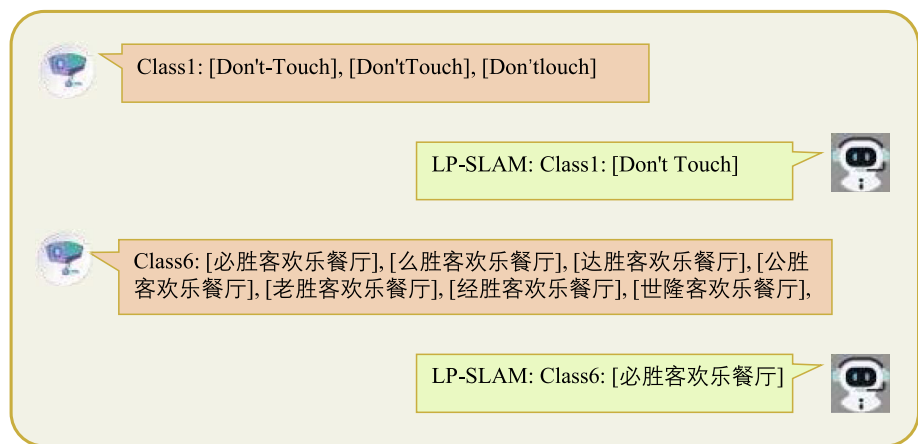 Class1: [Don't-Touch], [Don'tTouch], [Don’tlouch]
LP-SLAM: Class1: [Don't Touch]
Class6: [必胜客欢乐餐厅], [么胜客欢乐餐厅], [达胜客欢乐餐厅], [公胜
客欢乐餐厅], [老胜客欢乐餐厅], [经胜客欢乐餐厅], [世隆客欢乐餐厅],
LP-SLAM: Class6: [必胜客欢乐餐厅]